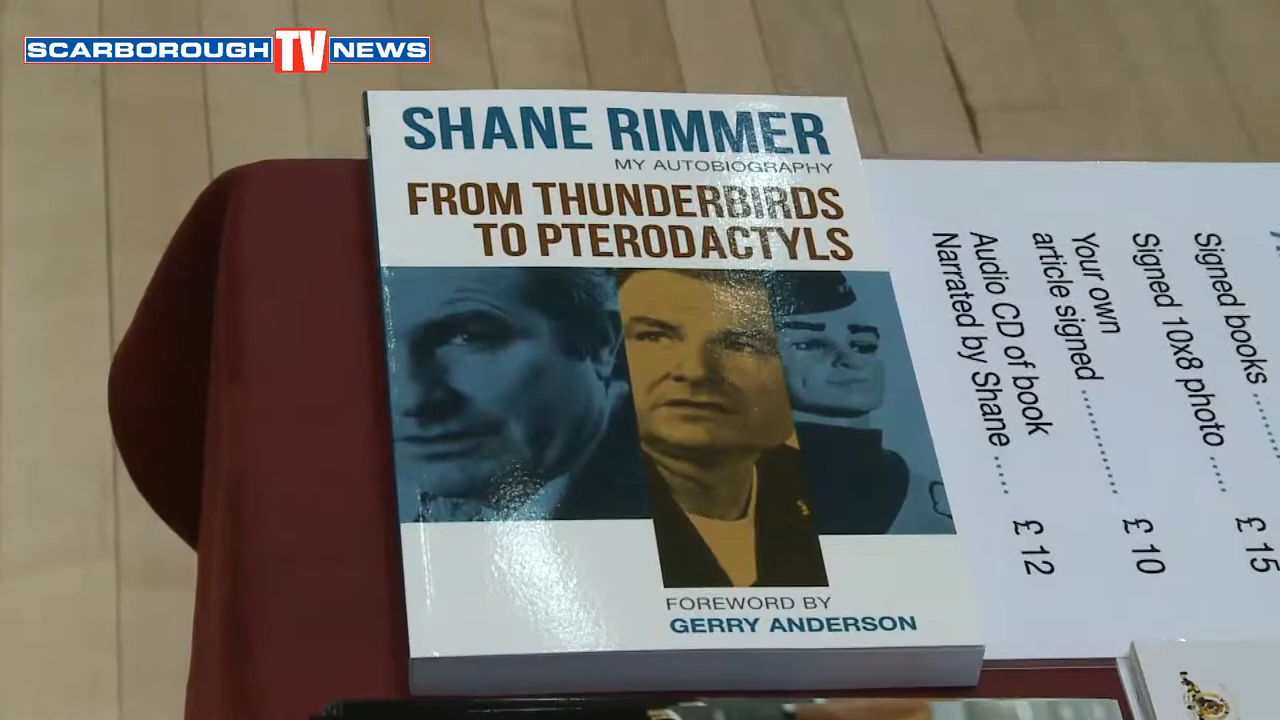 SCARBOROUGH TV NEWS
SHANE RIMMER
MY AUTOBIOGRAPHY
FROM THUNDERBIRDS
TO PTERODACTYLS
FOREWORD BY
GERRY ANDERSON
Signed books ........
£ 15
Signed 10x8 photo .....
Your own
article signed ............
£ 10
Audio CD of book
Narrated by Shane .....
£ 12